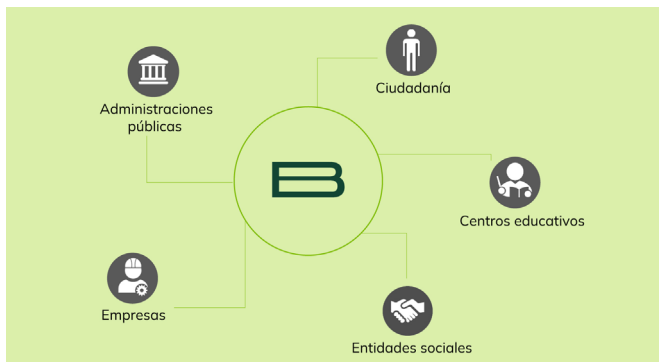 Ciudadanía
Administraciones
públicas
B
Centros educativos
Empresas
Entidades sociales